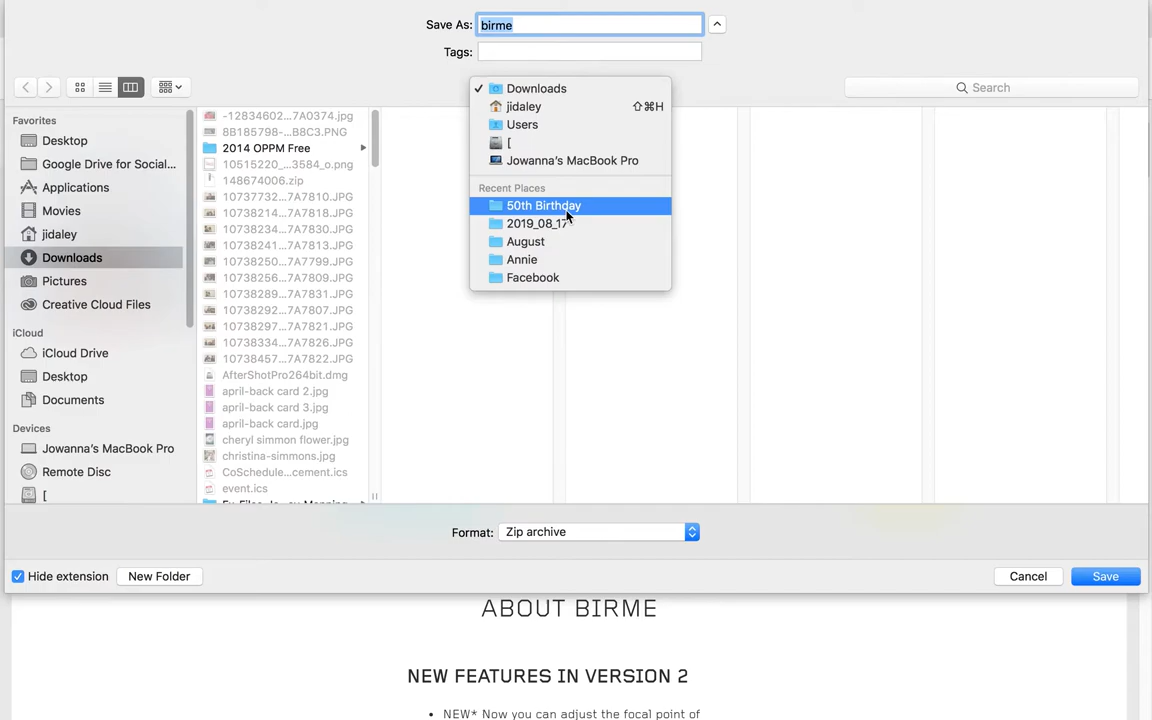 Save As: birme
Tags:
Search
Downloads
jidaley ⇧⌘H
Users
[
Jowanna's MacBook Pro
Recent Places
50th Birthday
2019_08_17
August
Annie
Facebook
Favorites
Desktop
Google Drive for Social...
Applications
Movies
jidaley
Downloads
Pictures
Creative Cloud Files
iCloud
iCloud Drive
Desktop
Documents
Devices
Jowanna's MacBook Pro
Remote Disc
[
-12834602...7A0374.jpg
8B185798-...B8C3.PNG
2014 OPPM Free
10515220_...3584_o.png
148674006.zip
10737732...7A7810.JPG
10738214...7A7818.JPG
10738234...7A7830.JPG
10738241...7A7813.JPG
10738250...7A7799.JPG
10738256...7A7809.JPG
10738289...7A7831.JPG
10738292...7A7807.JPG
10738297...7A7821.JPG
10738334...7A7826.JPG
10738457...7A7822.JPG
AfterShotPro264bit.dmg
april-back card 2.jpg
april-back card 3.jpg
april-back card.jpg
cheryl simmon flower.jpg
christina-simmons.jpg
CoSchedule...cement.ics
event.ics
Format: Zip archive
Hide extension
New Folder
Cancel
Save
ABOUT BIRME
NEW FEATURES IN VERSION 2
• NEW* Now you can adjust the focal point of